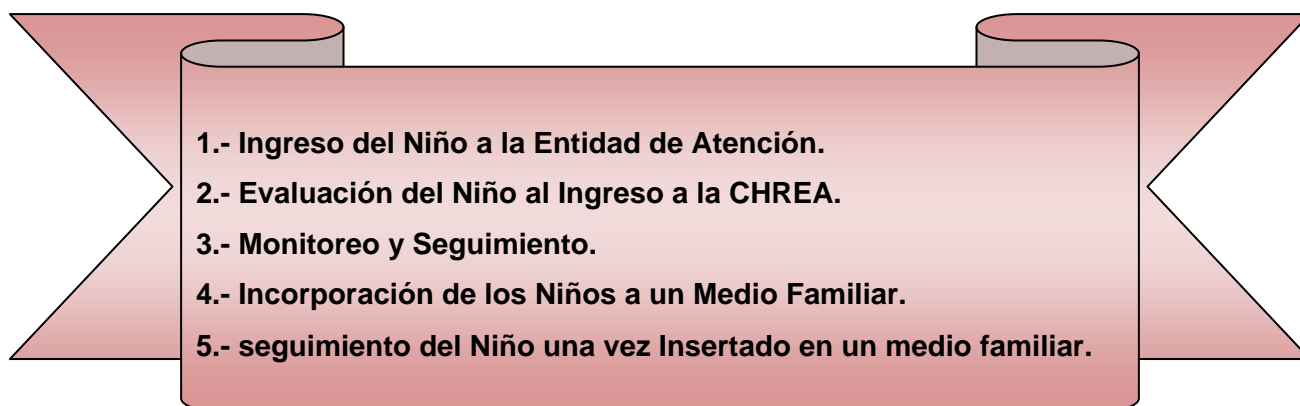 1.- Ingreso del Niño a la Entidad de Atención.
2.- Evaluación del Niño al Ingreso a la CHREA.
3.- Monitoreo y Seguimiento.
4.- Incorporación de los Niños a un Medio Familiar.
5.- seguimiento del Niño una vez Insertado en un medio familiar.